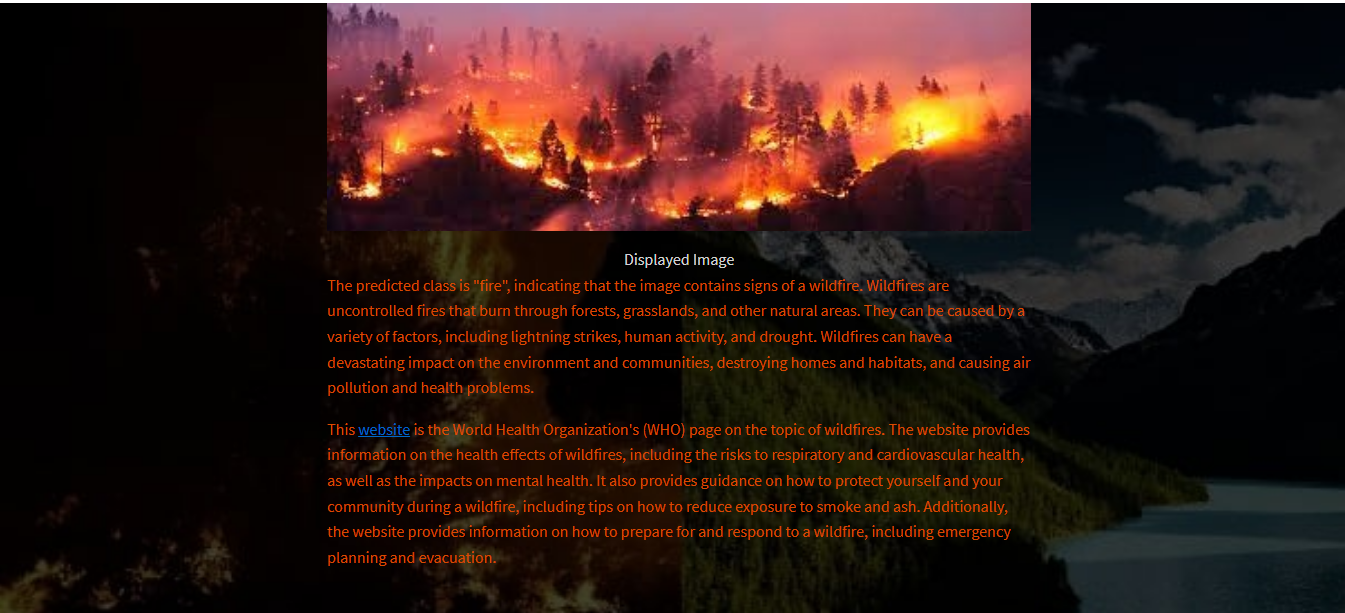 Displayed Image
The predicted class is "fire", indicating that the image contains signs of a wildfire. Wildfires are
uncontrolled fires that burn through forests, grasslands, and other natural areas. They can be caused by a
variety of factors, including lightning strikes, human activity, and drought. Wildfires can have a
devastating impact on the environment and communities, destroying homes and habitats, and causing air
pollution and health problems.
This website is the World Health Organization's (WHO) page on the topic of wildfires. The website provides
information on the health effects of wildfires, including the risks to respiratory and cardiovascular health,
as well as the impacts on mental health. It also provides guidance on how to protect yourself and your
community during a wildfire, including tips on how to reduce exposure to smoke and ash. Additionally,
the website provides information on how to prepare for and respond to a wildfire, including emergency
planning and evacuation.